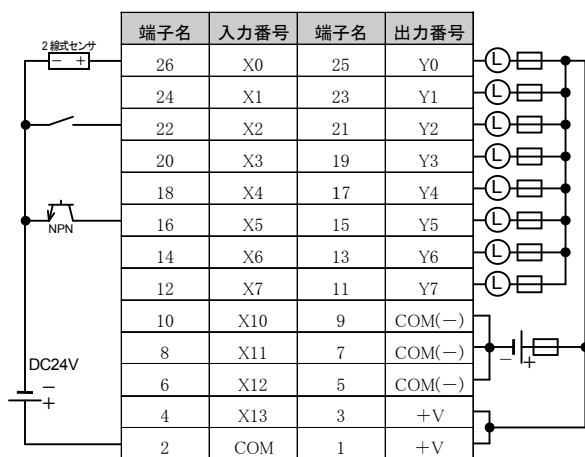 端子名 入力番号 端子名 出力番号
2線式センサ
− +
26 X0 25 Y0 L
24 X1 23 Y1 L
22 X2 21 Y2 L
20 X3 19 Y3 L
18 X4 17 Y4 L
16 X5 15 Y5 L
NPN
14 X6 13 Y6 L
12 X7 11 Y7 L
10 X10 9 COM(−)
8 X11 7 COM(−)
− +
DC24V
6 X12 5 COM(−)
−
+
4 X13 3 +V
2 COM 1 +V